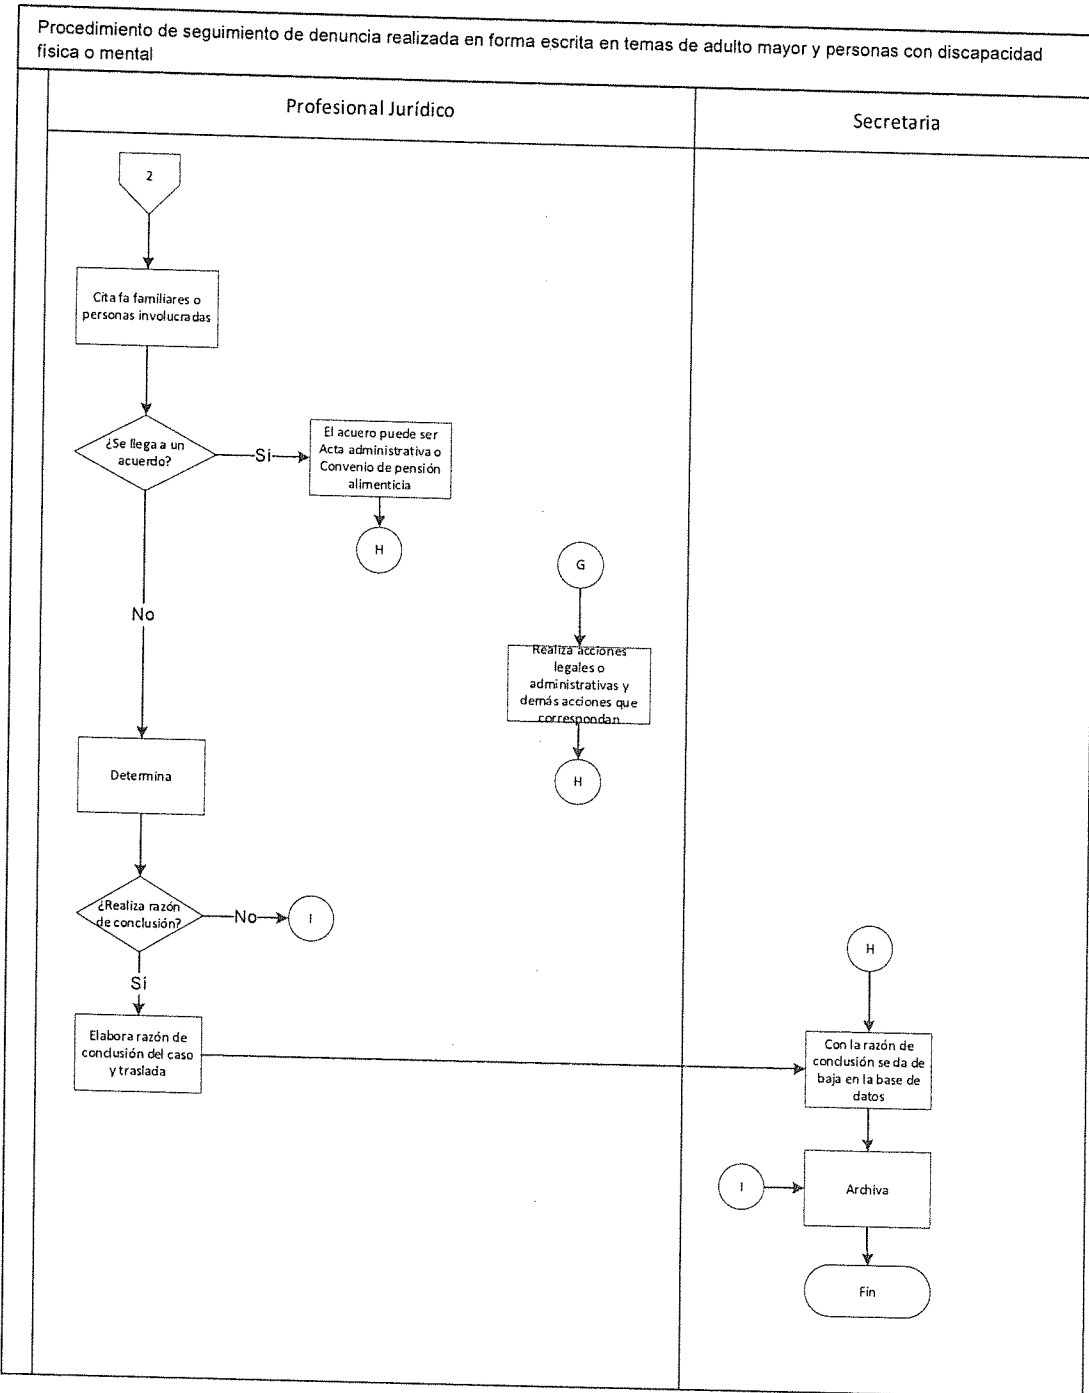 Procedimiento de seguimiento de denuncia realizada en forma escrita en temas de adulto mayor y personas con discapacidad
física o mental
Profesional Jurídico
Secretaria
2
Cita fa familiares o
personas involucradas
¿Se llega a un
acuerdo?
Si
El acuero puede ser
Acta administrativa o
Convenio de pensión
alimenticia
H
G
No
Realiza acciones
legales o
administrativas y
demás acciones que
correspondan
H
Determina
¿Realiza razón
de conclusión?
No
I
Sí
H
Elabora razón de
conclusión del caso
y traslada
Con la razón de
conclusión se da de
baja en la base de
datos
I
Archiva
Fin